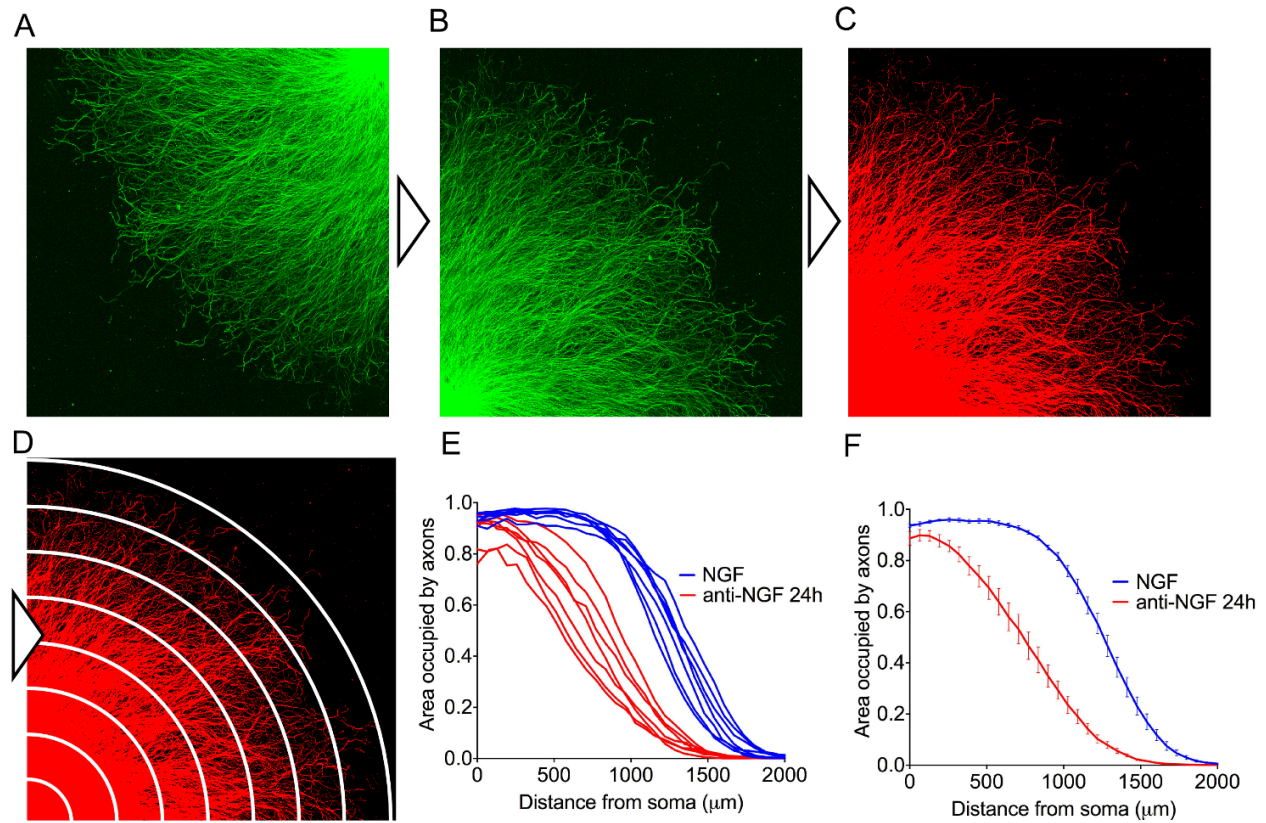 A
B
C
D
E
Area occupied by axons
1.0
0.8
0.6
0.4
0.2
0.0
0
500
1000
1500
2000
Distance from soma (μm)
NGF
anti-NGF 24h
F
Area occupied by axons
1.0
0.8
0.6
0.4
0.2
0.0
0
500
1000
1500
2000
Distance from soma (μm)
NGF
anti-NGF 24h